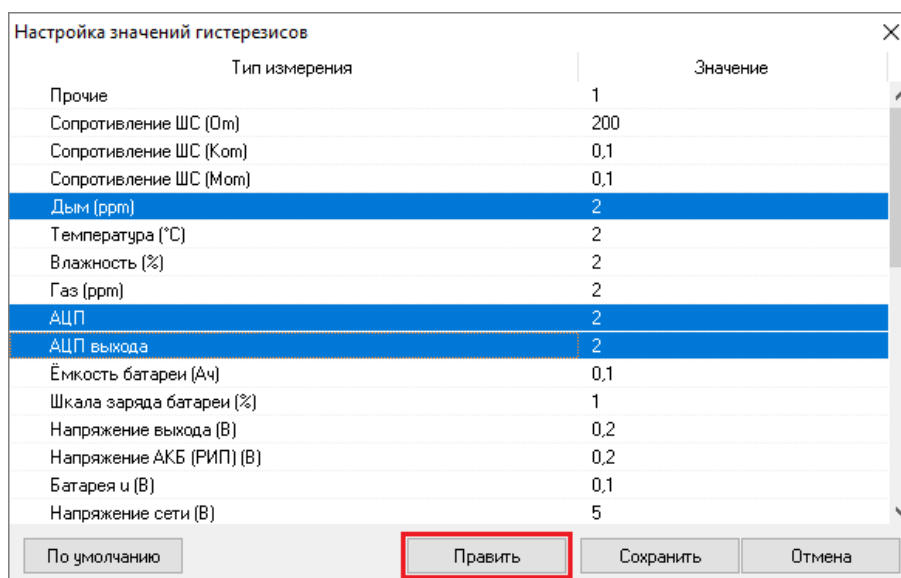 Настройка значений гистерезисов
Тип измерения Значение
Прочие 1
Сопротивление ШС (Om) 200
Сопротивление ШС (Kom) 0,1
Сопротивление ШС (Mom) 0,1
Дым (ppm) 2
Температура (°C) 2
Влажность (%) 2
Газ (ppm) 2
АЦП 2
АЦП выхода 2
Ёмкость батареи (Ач) 0,1
Шкала заряда батареи (%) 1
Напряжение выхода (В) 0,2
Напряжение АКБ (РИП) (В) 0,2
Батарея u (В) 0,1
Напряжение сети (В) 5
По умолчанию Править Сохранить Отмена